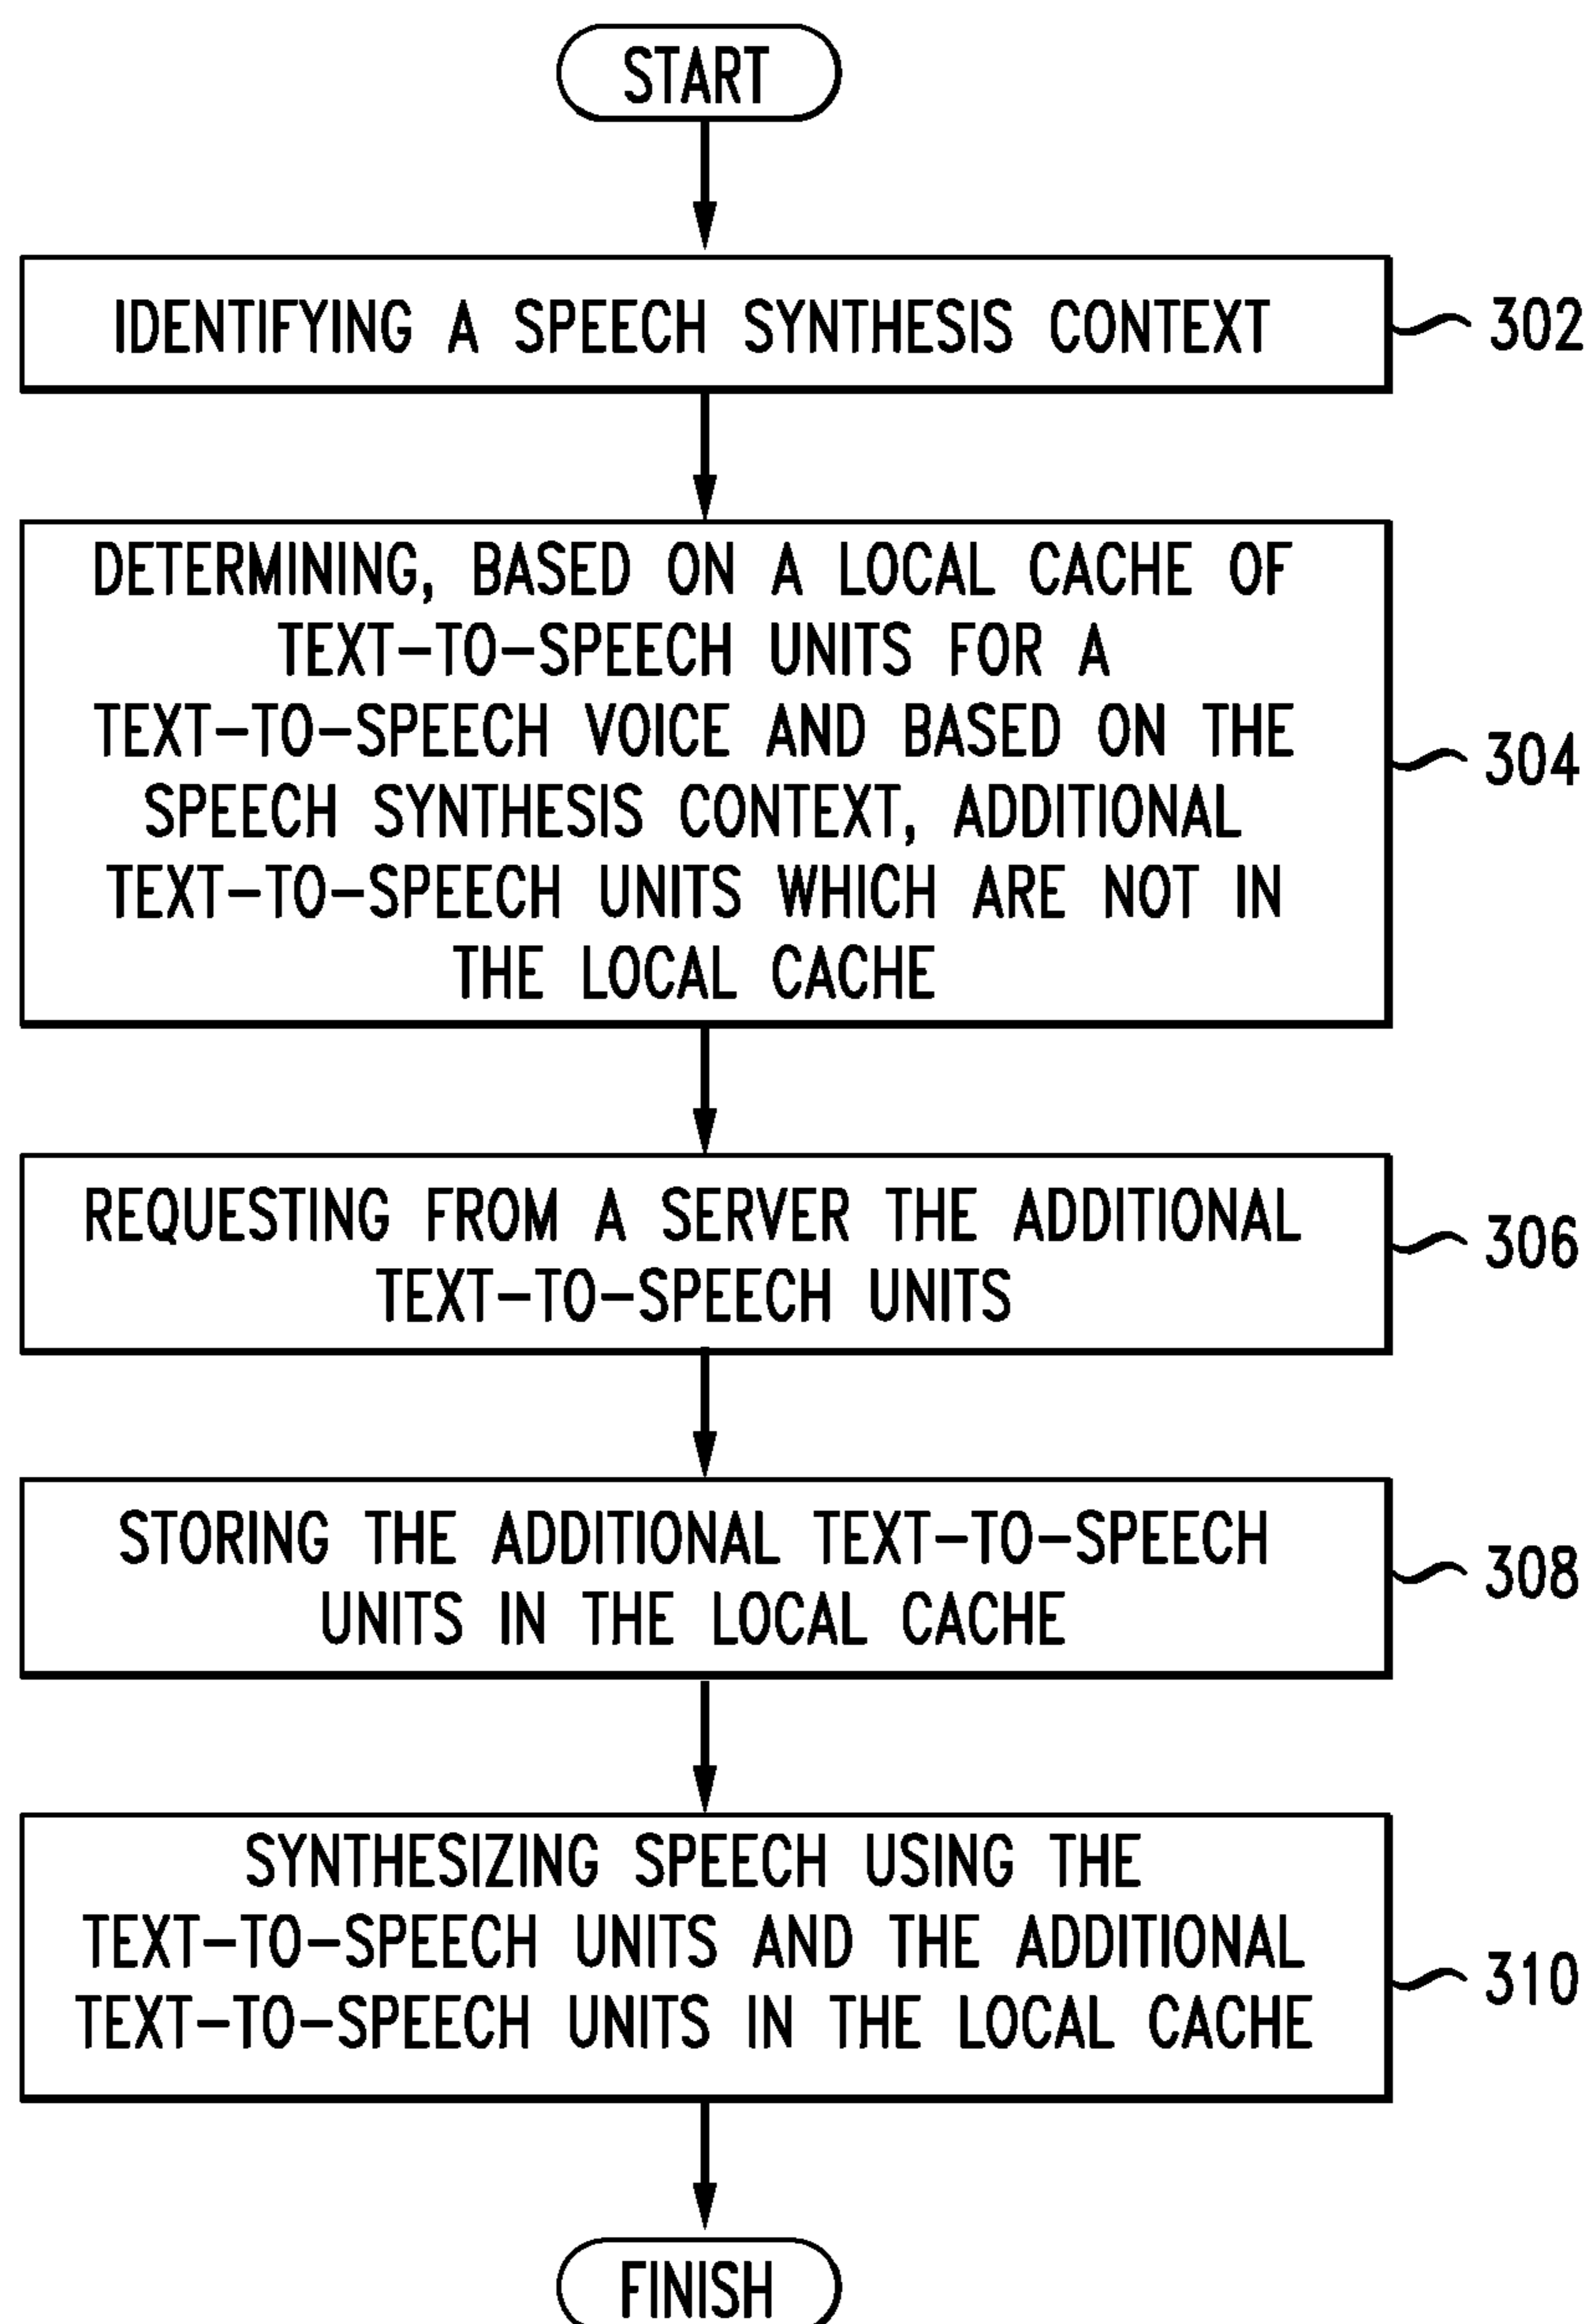 START
IDENTIFYING A SPEECH SYNTHESIS CONTEXT
302
DETERMINING, BASED ON A LOCAL CACHE OF
TEXT-TO-SPEECH UNITS FOR A
TEXT-TO-SPEECH VOICE AND BASED ON THE
SPEECH SYNTHESIS CONTEXT, ADDITIONAL
TEXT-TO-SPEECH UNITS WHICH ARE NOT IN
THE LOCAL CACHE
304
REQUESTING FROM A SERVER THE ADDITIONAL
TEXT-TO-SPEECH UNITS
306
STORING THE ADDITIONAL TEXT-TO-SPEECH
UNITS IN THE LOCAL CACHE
308
SYNTHESIZING SPEECH USING THE
TEXT-TO-SPEECH UNITS AND THE ADDITIONAL
TEXT-TO-SPEECH UNITS IN THE LOCAL CACHE
310
FINISH